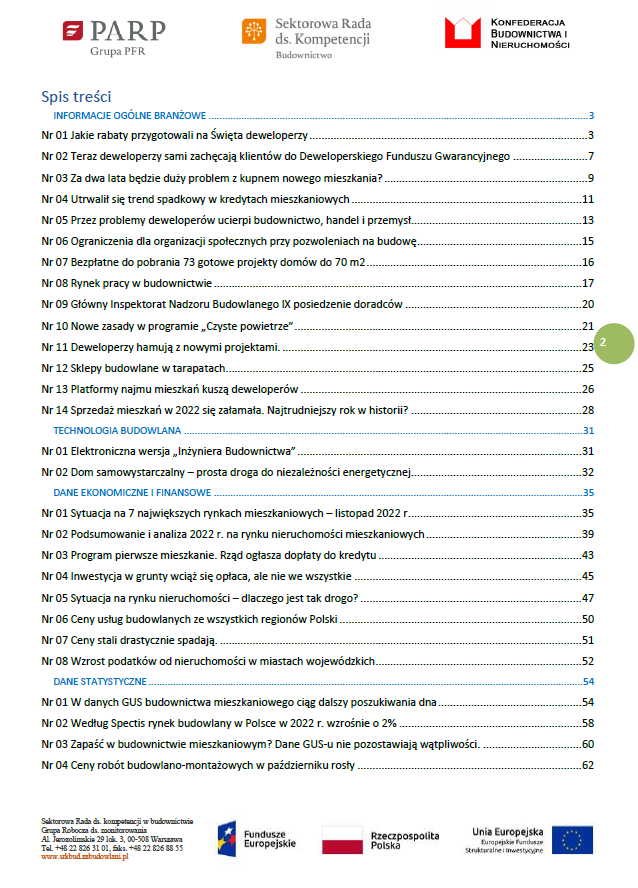 PARP
Grupa PFR
Sektorowa Rada
ds. Kompetencji
Budownictwo
Konfederacja
Budownictwa i
Nieruchomości
Spis treści
INFORMACJE OGÓLNE BRANŻOWE 3
Nr 01 Jakie rabaty przygotowali na Święta deweloperzy 3
Nr 02 Teraz deweloperzy sami zachęcają klientów do Deweloperskiego Funduszu Gwarancyjnego 7
Nr 03 Za dwa lata będzie duży problem z kupnem nowego mieszkania? 9
Nr 04 Utrwalił się trend spadkowy w kredytach mieszkaniowych 11
Nr 05 Przez problemy deweloperów ucierpi budownictwo, handel i przemysł 13
Nr 06 Ograniczenia dla organizacji społecznych przy pozwoleniach na budowę 15
Nr 07 Bezpłatne do pobrania 73 gotowe projekty domów do 70 m2 16
Nr 08 Rynek pracy w budownictwie 17
Nr 09 Główny Inspektorat Nadzoru Budowlanego IX posiedzenie doradców 20
Nr 10 Nowe zasady w programie „Czyste powietrze” 21
Nr 11 Deweloperzy hamują z nowymi projektami. 23
2
Nr 12 Sklepy budowlane w tarapatach 25
Nr 13 Platformy najmu mieszkań kuszą deweloperów 26
Nr 14 Sprzedaż mieszkań w 2022 się załamała. Najtrudniejszy rok w historii? 28
TECHNOLOGIA BUDOWLANA 31
Nr 01 Elektroniczna wersja „Inżyniera Budownictwa” 31
Nr 02 Dom samowystarczalny – prosta droga do niezależności energetycznej 32
DANE EKONOMICZNE I FINANSOWE 35
Nr 01 Sytuacja na 7 największych rynkach mieszkaniowych – listopad 2022 r 35
Nr 02 Podsumowanie i analiza 2022 r. na rynku nieruchomości mieszkaniowych 39
Nr 03 Program pierwsze mieszkanie. Rząd ogłasza dopłaty do kredytu 43
Nr 04 Inwestycja w grunty wciąż się opłaca, ale nie we wszystkie 45
Nr 05 Sytuacja na rynku nieruchomości – dlaczego jest tak drogo? 47
Nr 06 Ceny usług budowlanych ze wszystkich regionów Polski 50
Nr 07 Ceny stali drastycznie spadają. 51
Nr 08 Wzrost podatków od nieruchomości w miastach wojewódzkich 52
DANE STATYSTYCZNE 54
Nr 01 W danych GUS budownictwa mieszkaniowego ciąg dalszy poszukiwania dna 54
Nr 02 Według Spectis rynek budowlany w Polsce w 2022 r. wzrośnie o 2% 58
Nr 03 Zapaść w budownictwie mieszkaniowym? Dane GUS-u nie pozostawiają wątpliwości. 60
Nr 04 Ceny robót budowlano-montażowych w październiku rosły 62
Sektorowa Rada ds. kompetencji w budownictwie
Grupa Robocza ds. monitorowania
Al. Jerozolimskie 29 lok. 3, 00-508 Warszawa
Tel. +48 22 826 31 01, faks. +48 22 826 88 55
www.srkbud.zzbudowlani.pl
Fundusze
Europejskie
Rzeczpospolita
Polska
Unia Europejska
Europejskie Fundusze
Strukturalne i Inwestycyjne